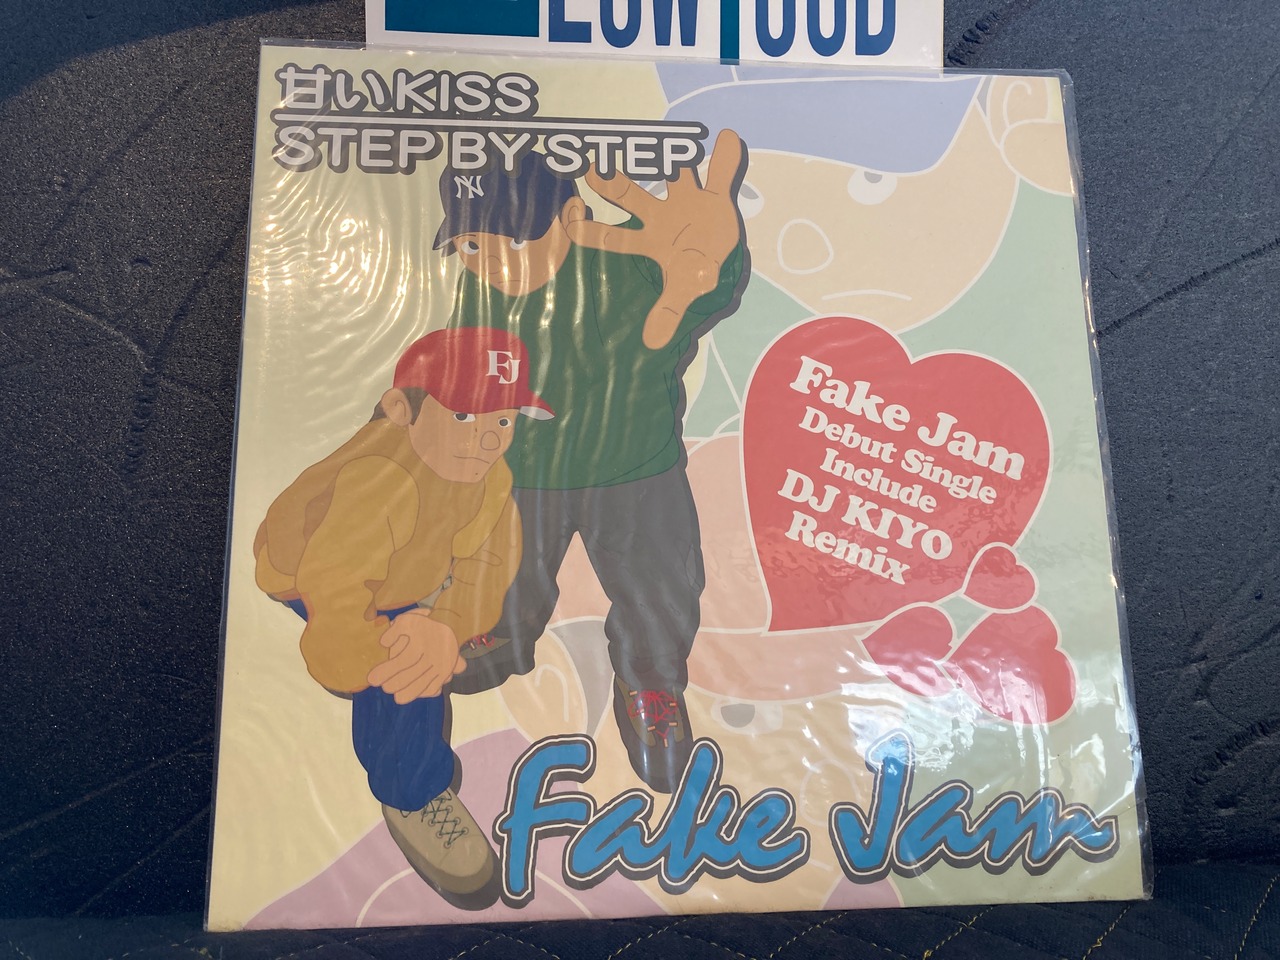 甘いKISS
STEP BY STEP
NY
FJ
Fake Jam
Debut Single
Include
DJ KIYO
Remix
Fake Jam